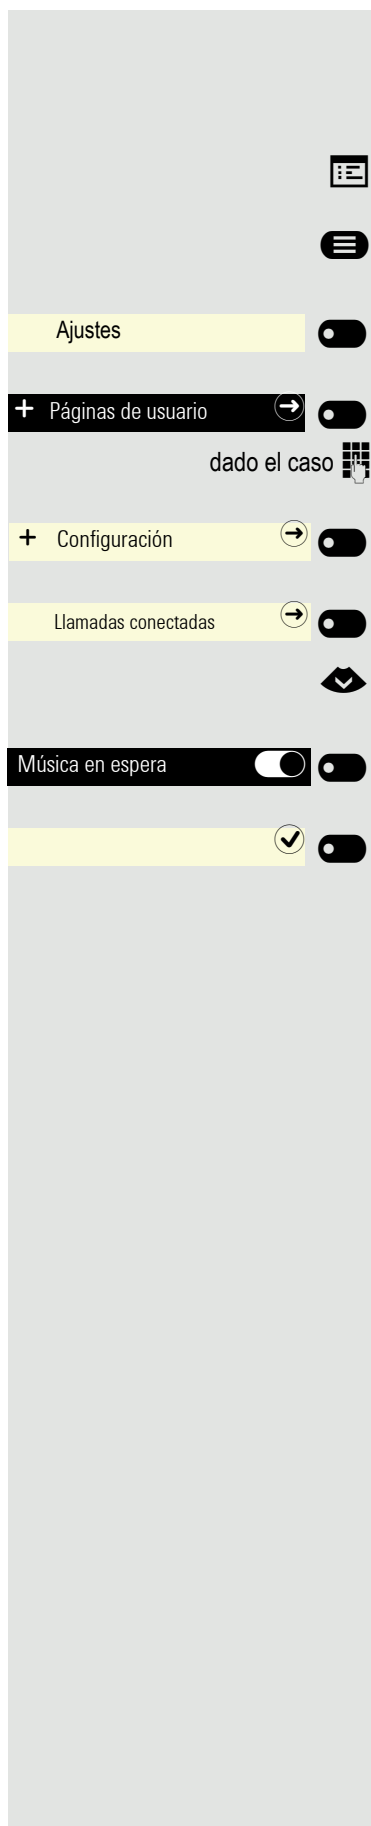 Ajustes
+ Páginas de usuario
dado el caso
+ Configuración
Llamadas conectadas
Música en espera